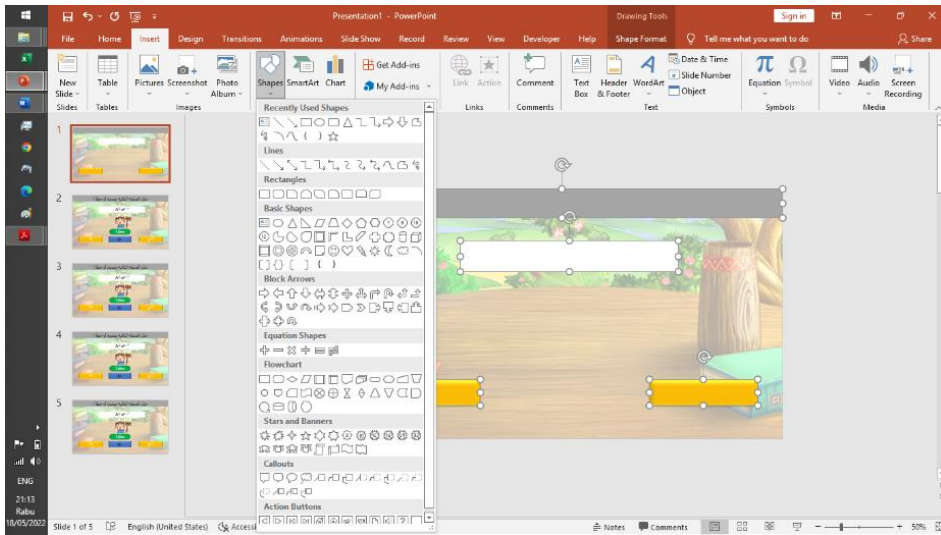 Presentation1 - PowerPoint
Drawing Tools
Sign in
File Home Insert Design Transitions Animations Slide Show Record Review View Developer Help Shape Format Tell me what you want to do Share
New Slide
Table
Pictures Screenshot Photo Album
Shapes SmartArt Chart
Get Add-ins
My Add-ins
Link Action
Comment
Text Box
Header & Footer
WordArt
Date & Time
Slide Number
Object
Equation Symbol
Video Audio Screen Recording
Slides Tables Images Links Comments Text Symbols Media
Recently Used Shapes
Lines
Rectangles
Basic Shapes
Block Arrows
Equation Shapes
Flowchart
Stars and Banners
Callouts
Action Buttons
1
2
3
4
5
ENG
21:13
Rabu
18/05/2022
Slide 1 of 5 English (United States)
Notes Comments 50%